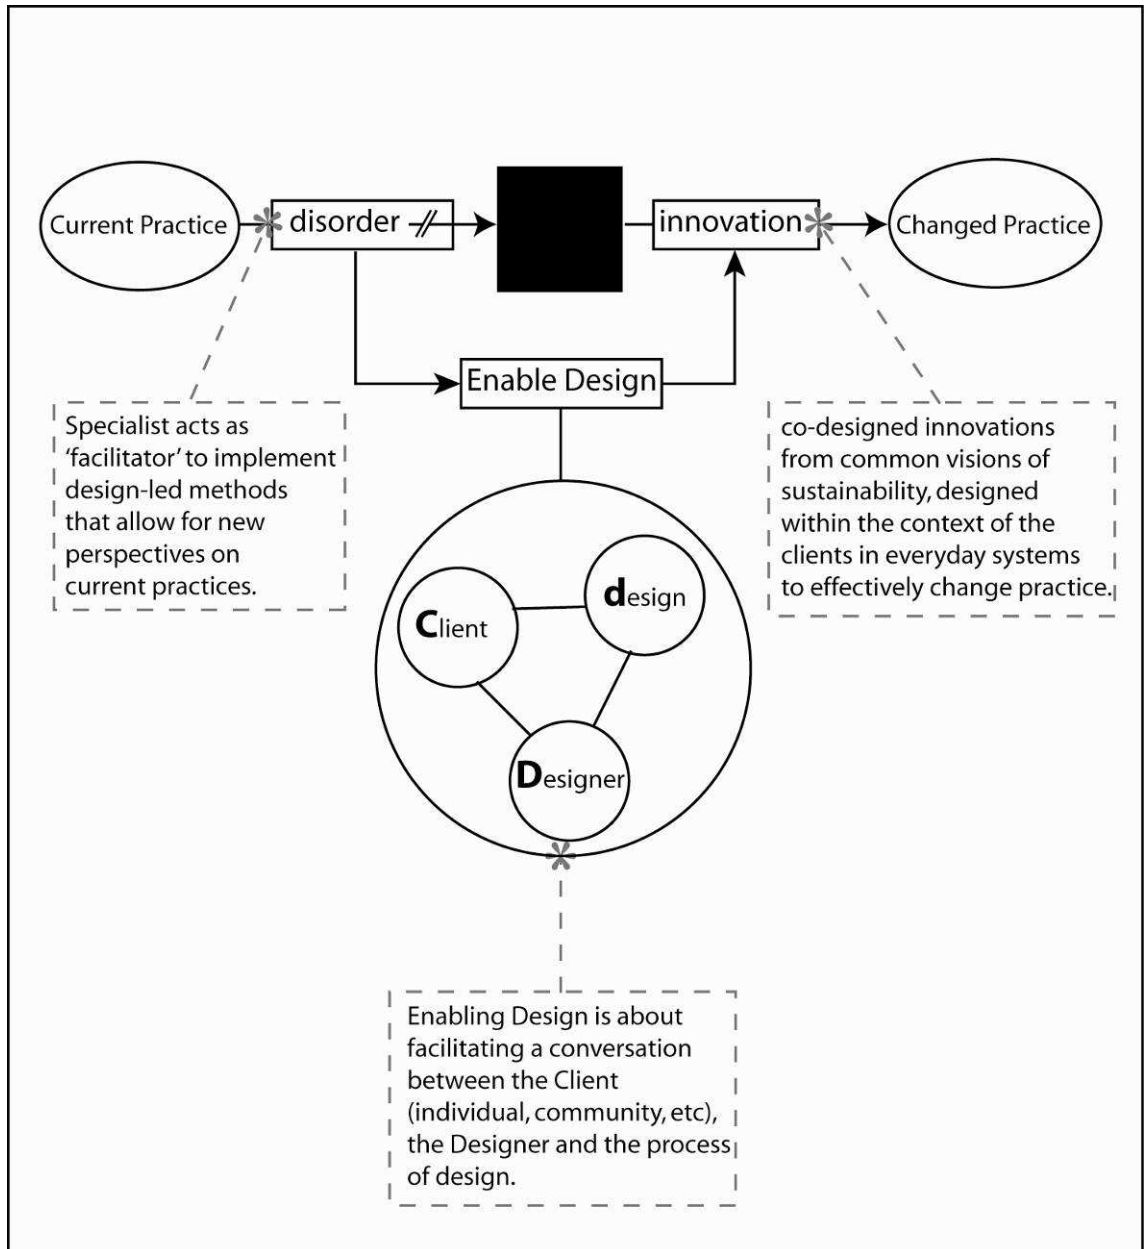 Current Practice
disorder
innovation
Changed Practice
Enable Design
Specialist acts as
‘facilitator’ to implement
design-led methods
that allow for new
perspectives on
current practices.
co-designed innovations
from common visions of
sustainability, designed
within the context of the
clients in everyday systems
to effectively change practice.
Client
design
Designer
Enabling Design is about
facilitating a conversation
between the Client
(individual, community, etc),
the Designer and the process
of design.